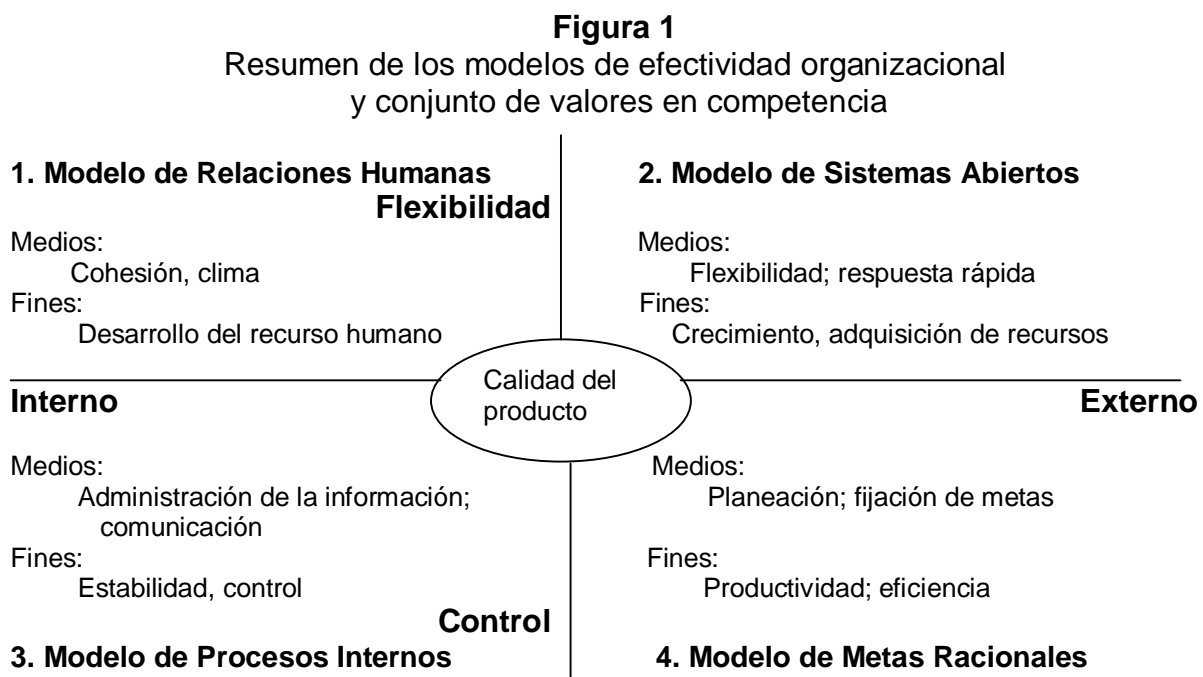 Figura 1
Resumen de los modelos de efectividad organizacional
y conjunto de valores en competencia
1. Modelo de Relaciones Humanas
Flexibilidad
Medios:
Cohesión, clima
Fines:
Desarrollo del recurso humano
2. Modelo de Sistemas Abiertos
Medios:
Flexibilidad; respuesta rápida
Fines:
Crecimiento, adquisición de recursos
Calidad del
producto
Interno
Externo
Medios:
Administración de la información;
comunicación
Fines:
Estabilidad, control
Control
3. Modelo de Procesos Internos
Medios:
Planeación; fijación de metas
Fines:
Productividad; eficiencia
4. Modelo de Metas Racionales